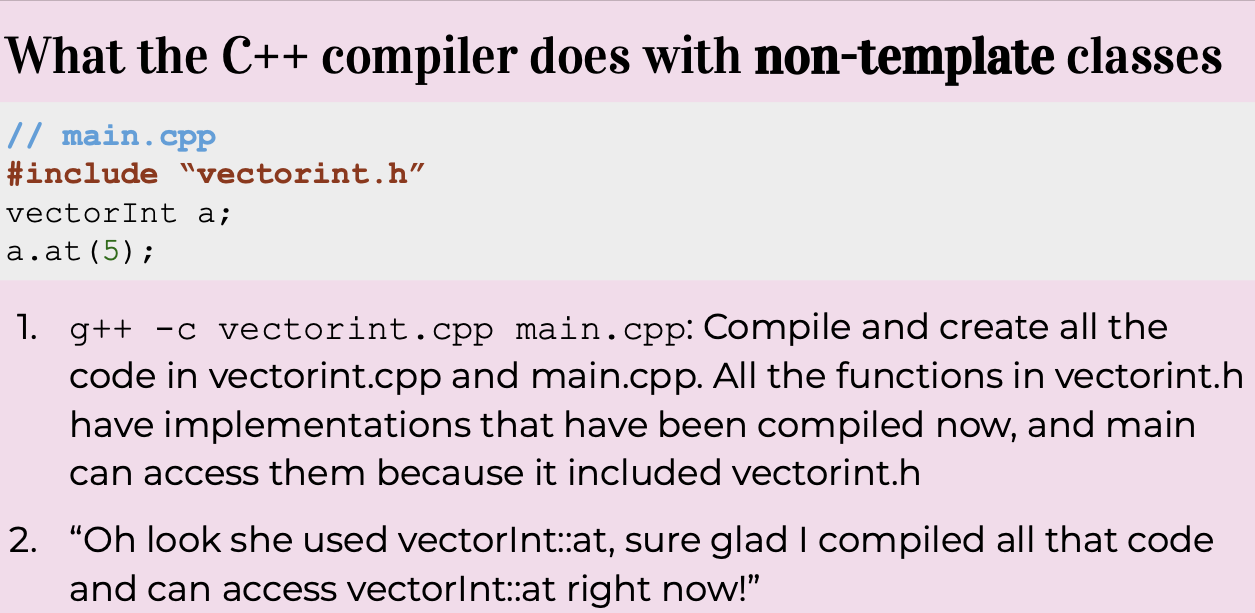 What the C++ compiler does with non-template classes
// main.cpp
#include “vectorint.h”
vectorInt a;
a.at(5);
1. g++ -c vectorint.cpp main.cpp: Compile and create all the
code in vectorint.cpp and main.cpp. All the functions in vectorint.h
have implementations that have been compiled now, and main
can access them because it included vectorint.h
2. “Oh look she used vectorInt::at, sure glad I compiled all that code
and can access vectorInt::at right now!”